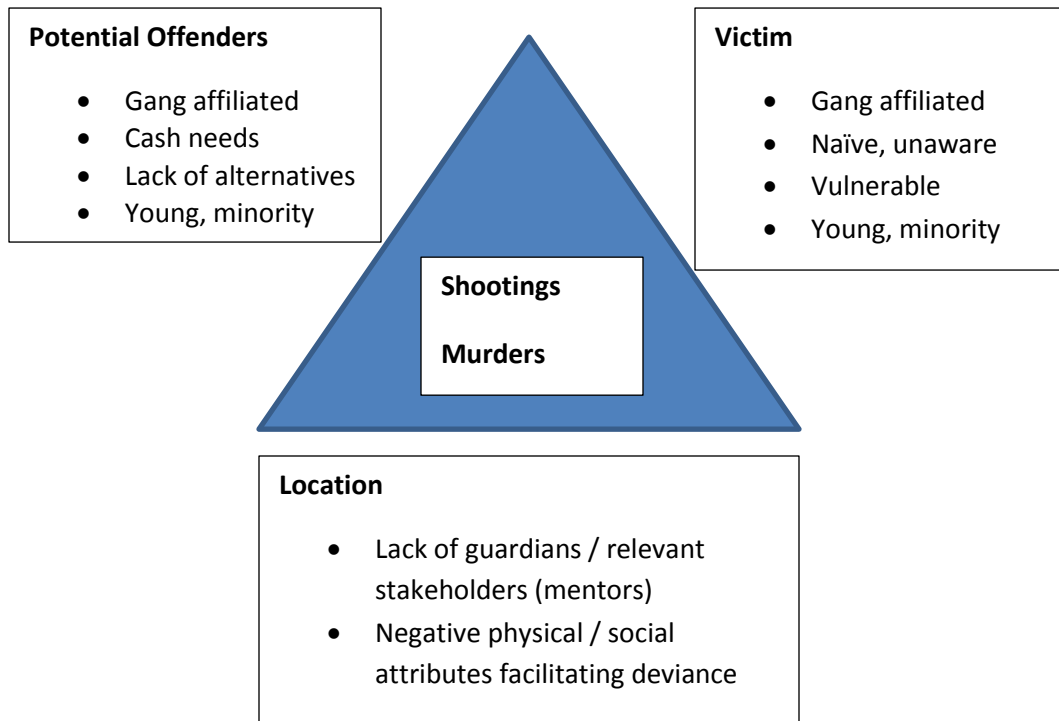 Potential Offenders
• Gang affiliated
• Cash needs
• Lack of alternatives
• Young, minority
Victim
• Gang affiliated
• Naïve, unaware
• Vulnerable
• Young, minority
Shootings
Murders
Location
• Lack of guardians / relevant
stakeholders (mentors)
• Negative physical / social
attributes facilitating deviance